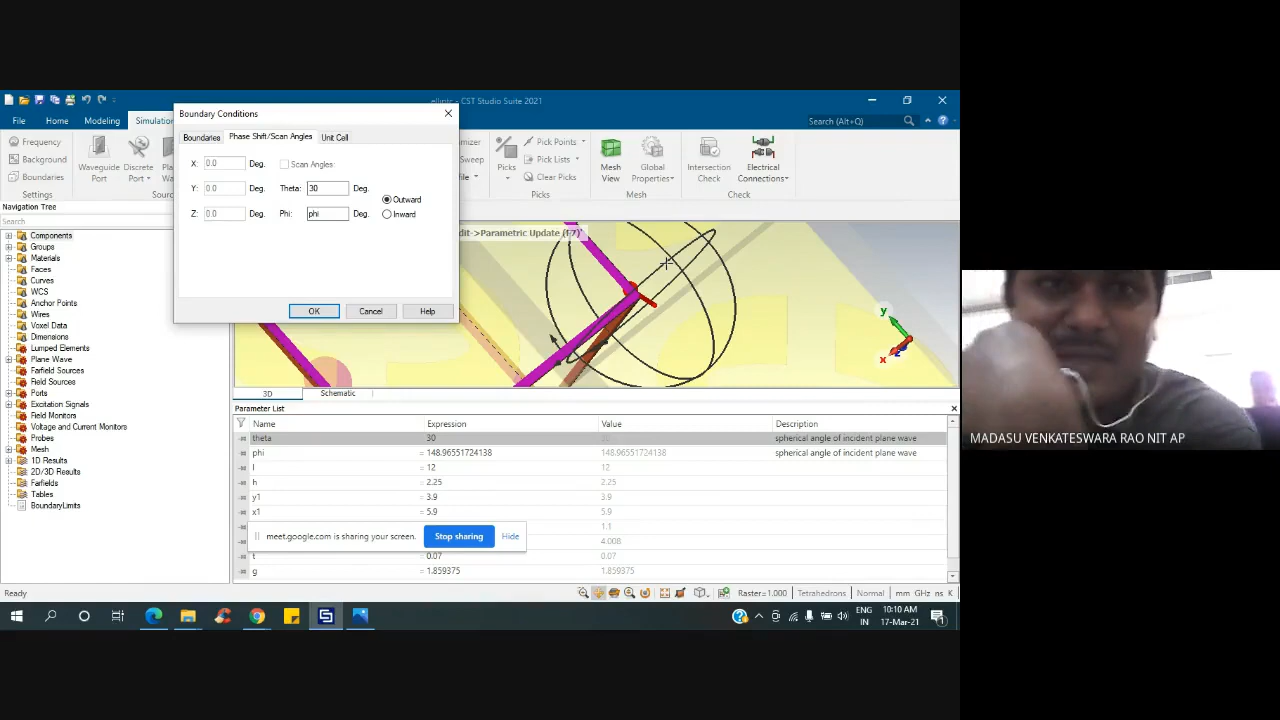 elliptc - CST Studio Suite 2021
File
Home
Modeling
Simulation
Search (Alt+Q)
Frequency
Background
Boundaries
Settings
Waveguide Port
Discrete Port
Picks
Pick Points
Pick Lists
Clear Picks
Picks
Mesh View
Global Properties
Mesh
Intersection Check
Electrical Connections
Check
Boundary Conditions
Boundaries
Phase Shift/Scan Angles
Unit Cell
X:
0.0
Deg.
Scan Angles:
Y:
0.0
Deg.
Theta:
30
Deg.
Outward
Z:
0.0
Deg.
Phi:
phi
Deg.
Inward
OK
Cancel
Help
Navigation Tree
Search
Components
Groups
Materials
Faces
Curves
WCS
Anchor Points
Wires
Voxel Data
Dimensions
Lumped Elements
Plane Wave
Farfield Sources
Field Sources
Ports
Excitation Signals
Field Monitors
Voltage and Current Monitors
Probes
Mesh
1D Results
2D/3D Results
Farfields
Tables
BoundaryLimits
dit->Parametric Update (F7)
y
x
z
3D
Schematic
Parameter List
Name
Expression
Value
Description
theta
30
30
spherical angle of incident plane wave
phi
= 148.96551724138
148.96551724138
spherical angle of incident plane wave
l
= 12
12
h
= 2.25
2.25
y1
= 3.9
3.9
x1
= 5.9
5.9
1.1
4.008
t
= 0.07
0.07
g
= 1.859375
1.859375
meet.google.com is sharing your screen.
Stop sharing
Hide
Ready
Raster=1.000
Tetrahedrons
Normal
mm GHz ns K
ENG
IN
10:10 AM
17-Mar-21
1
MADASU VENKATESWARA RAO NIT AP